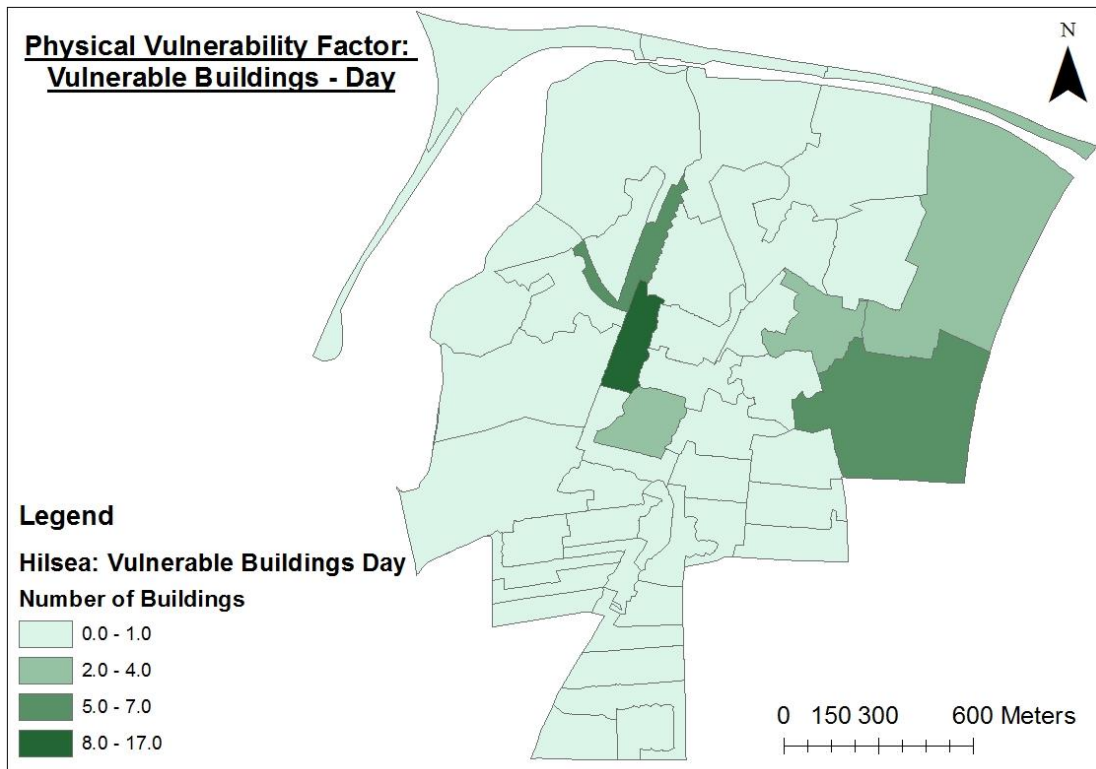 Physical Vulnerability Factor:
Vulnerable Buildings - Day
N
Legend
Hilsea: Vulnerable Buildings Day
Number of Buildings
0.0 - 1.0
2.0 - 4.0
5.0 - 7.0
8.0 - 17.0
0 150 300 600 Meters